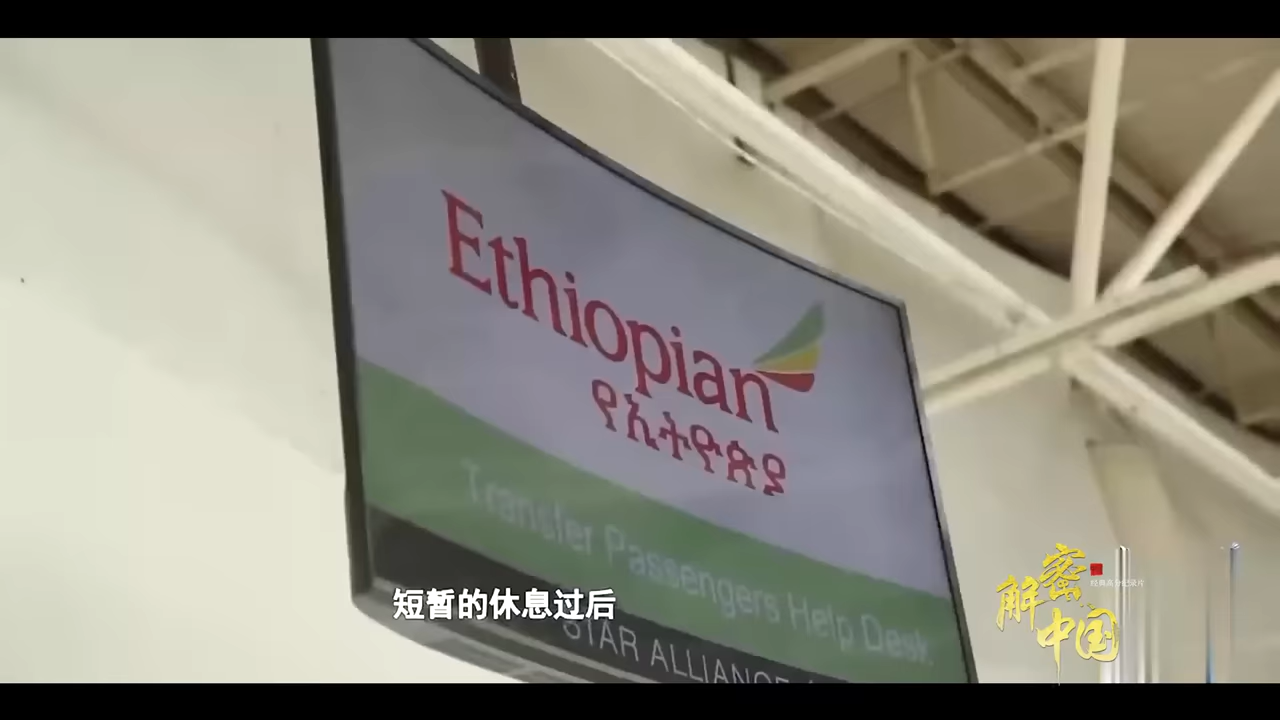 Ethiopian
የኢትዮጵያ
Transfer Passengers Help Desk
STAR ALLIANCE
短暂的休息过后
解密
中国